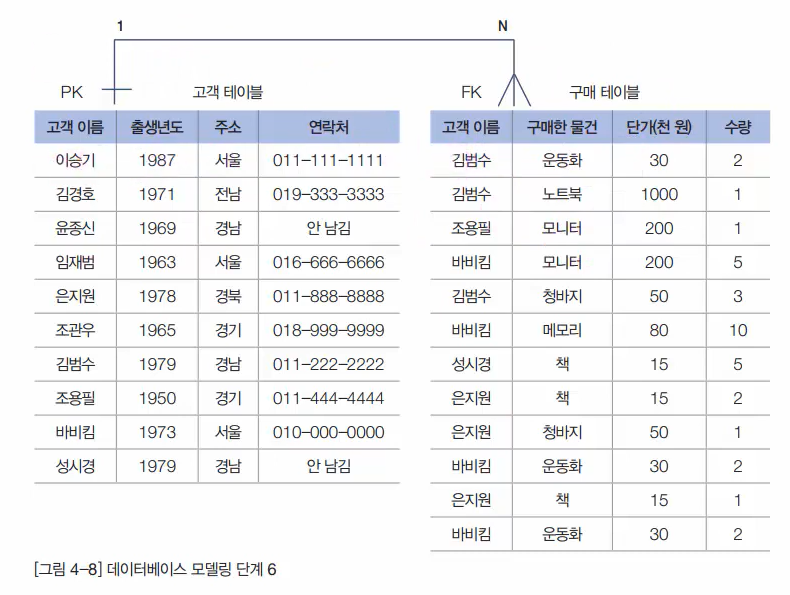 1 N
PK 고객 테이블 FK 구매 테이블
고객 이름 출생년도 주소 연락처 고객 이름 구매한 물건 단가(천 원) 수량
이승기 1987 서울 011-111-1111 김범수 운동화 30 2
김경호 1971 전남 019-333-3333 김범수 노트북 1000 1
윤종신 1969 경남 안 남김 조용필 모니터 200 1
임재범 1963 서울 016-666-6666 바비킴 모니터 200 5
은지원 1978 경북 011-888-8888 김범수 청바지 50 3
조관우 1965 경기 018-999-9999 바비킴 메모리 80 10
김범수 1979 경남 011-222-2222 성시경 책 15 5
조용필 1950 경기 011-444-4444 은지원 책 15 2
바비킴 1973 서울 010-000-0000 은지원 청바지 50 1
성시경 1979 경남 안 남김 바비킴 운동화 30 2
은지원 책 15 1
바비킴 운동화 30 2
[그림 4-8] 데이터베이스 모델링 단계 6